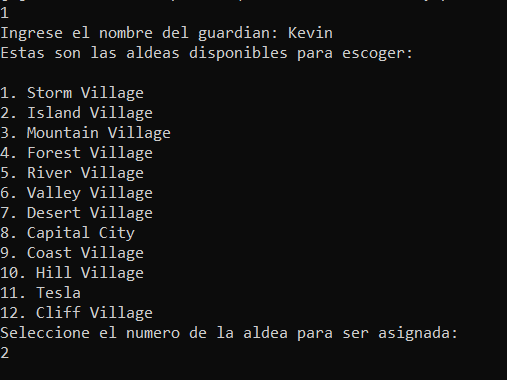 1
Ingrese el nombre del guardian: Kevin
Estas son las aldeas disponibles para escoger:
1. Storm Village
2. Island Village
3. Mountain Village
4. Forest Village
5. River Village
6. Valley Village
7. Desert Village
8. Capital City
9. Coast Village
10. Hill Village
11. Tesla
12. Cliff Village
Seleccione el numero de la aldea para ser asignada:
2